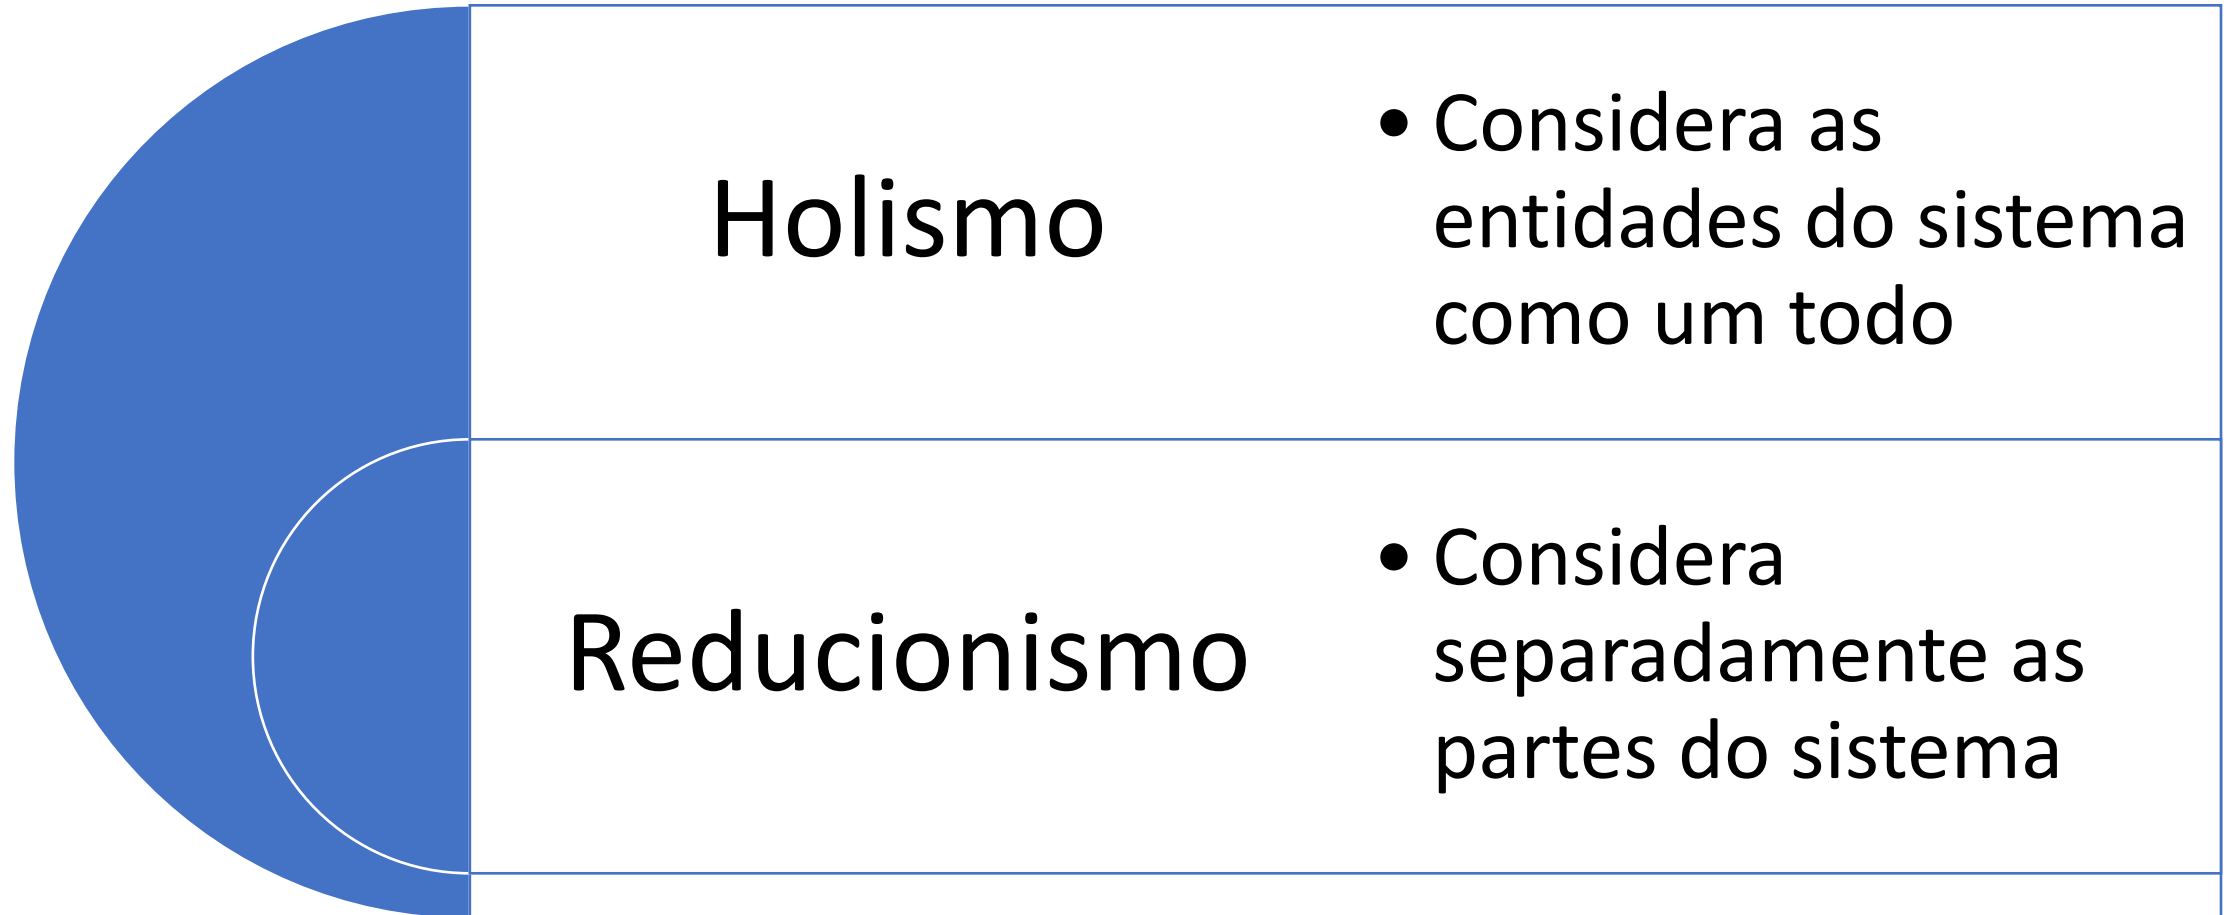 Holismo
• Considera as
entidades do sistema
como um todo
Reducionismo
• Considera
separadamente as
partes do sistema